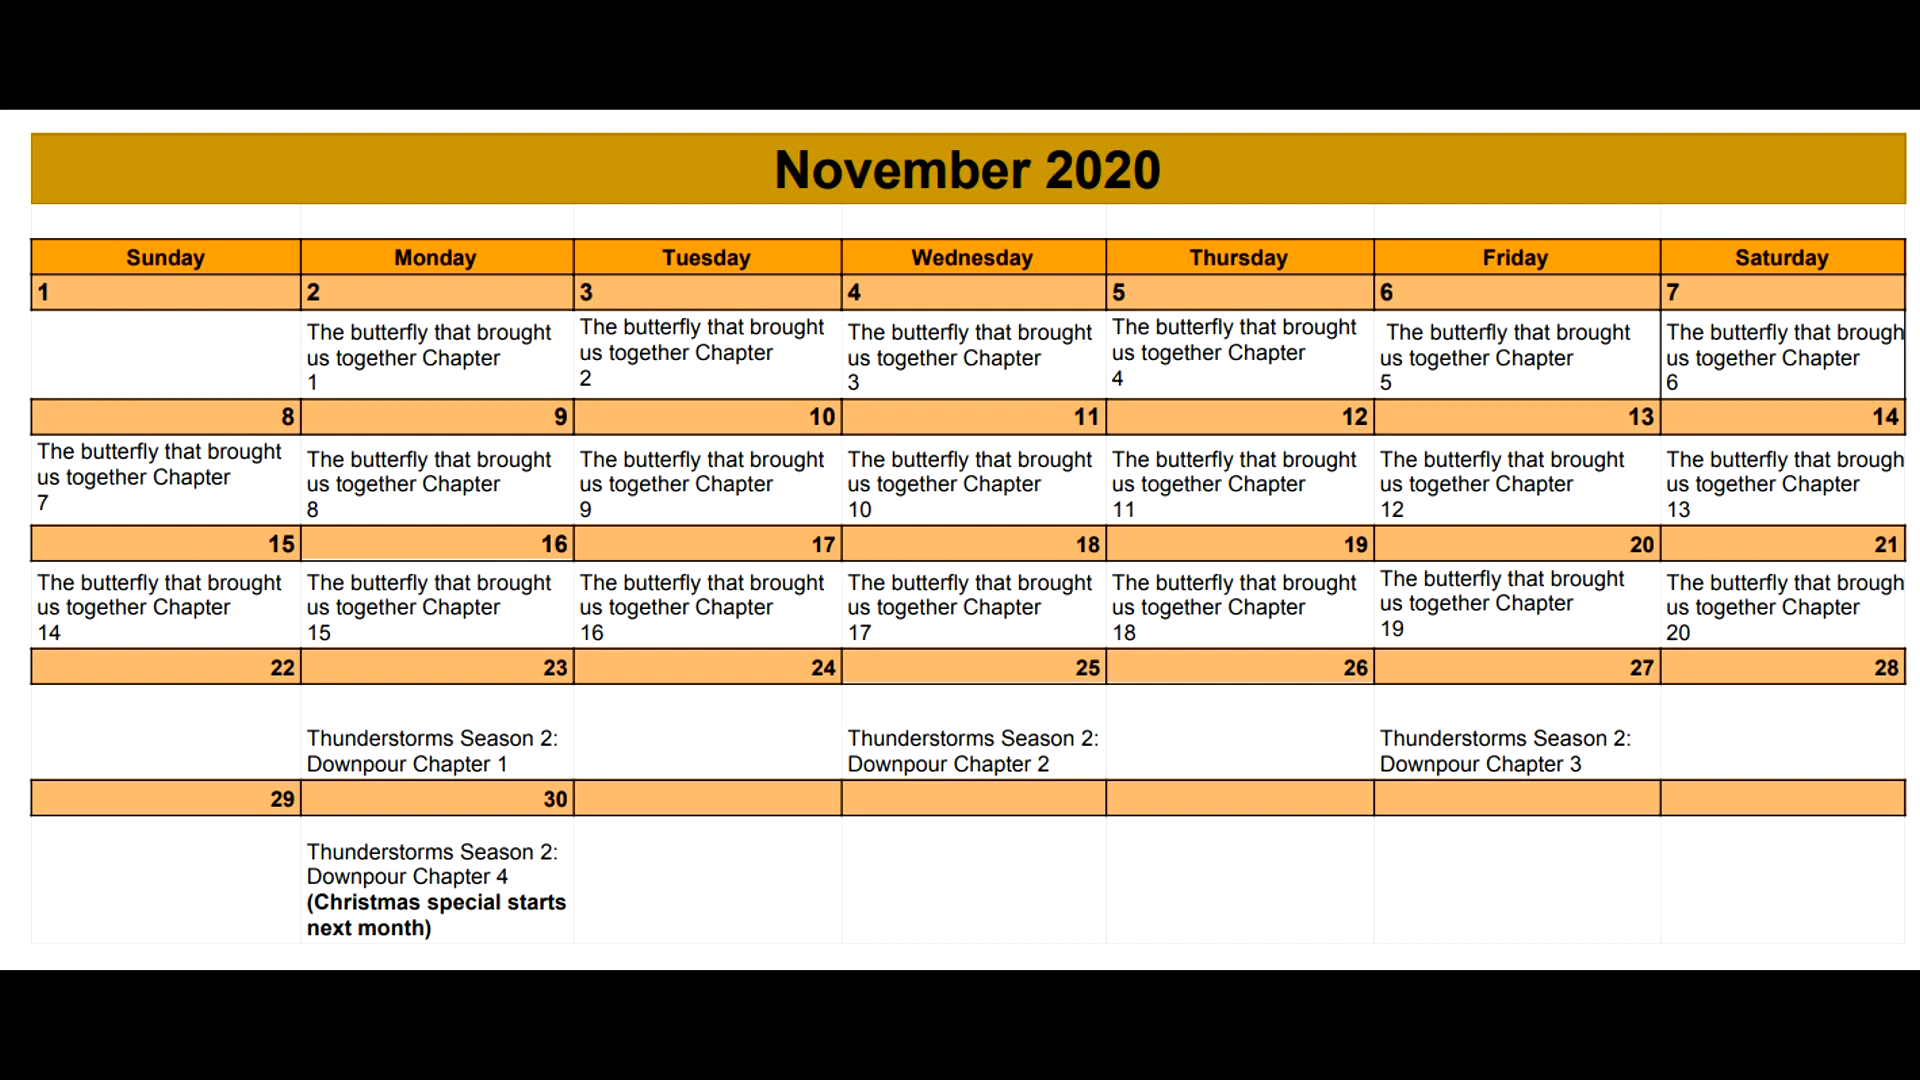 November 2020
Sunday Monday Tuesday Wednesday Thursday Friday Saturday
1 2 3 4 5 6 7
The butterfly that brought
us together Chapter
1
The butterfly that brought
us together Chapter
2
The butterfly that brought
us together Chapter
3
The butterfly that brought
us together Chapter
4
The butterfly that brought
us together Chapter
5
The butterfly that brough
us together Chapter
6
8 9 10 11 12 13 14
The butterfly that brought
us together Chapter
7
The butterfly that brought
us together Chapter
8
The butterfly that brought
us together Chapter
9
The butterfly that brought
us together Chapter
10
The butterfly that brought
us together Chapter
11
The butterfly that brought
us together Chapter
12
The butterfly that brough
us together Chapter
13
15 16 17 18 19 20 21
The butterfly that brought
us together Chapter
14
The butterfly that brought
us together Chapter
15
The butterfly that brought
us together Chapter
16
The butterfly that brought
us together Chapter
17
The butterfly that brought
us together Chapter
18
The butterfly that brought
us together Chapter
19
The butterfly that brough
us together Chapter
20
22 23 24 25 26 27 28
Thunderstorms Season 2:
Downpour Chapter 1
Thunderstorms Season 2:
Downpour Chapter 2
Thunderstorms Season 2:
Downpour Chapter 3
29 30
Thunderstorms Season 2:
Downpour Chapter 4
(Christmas special starts
next month)